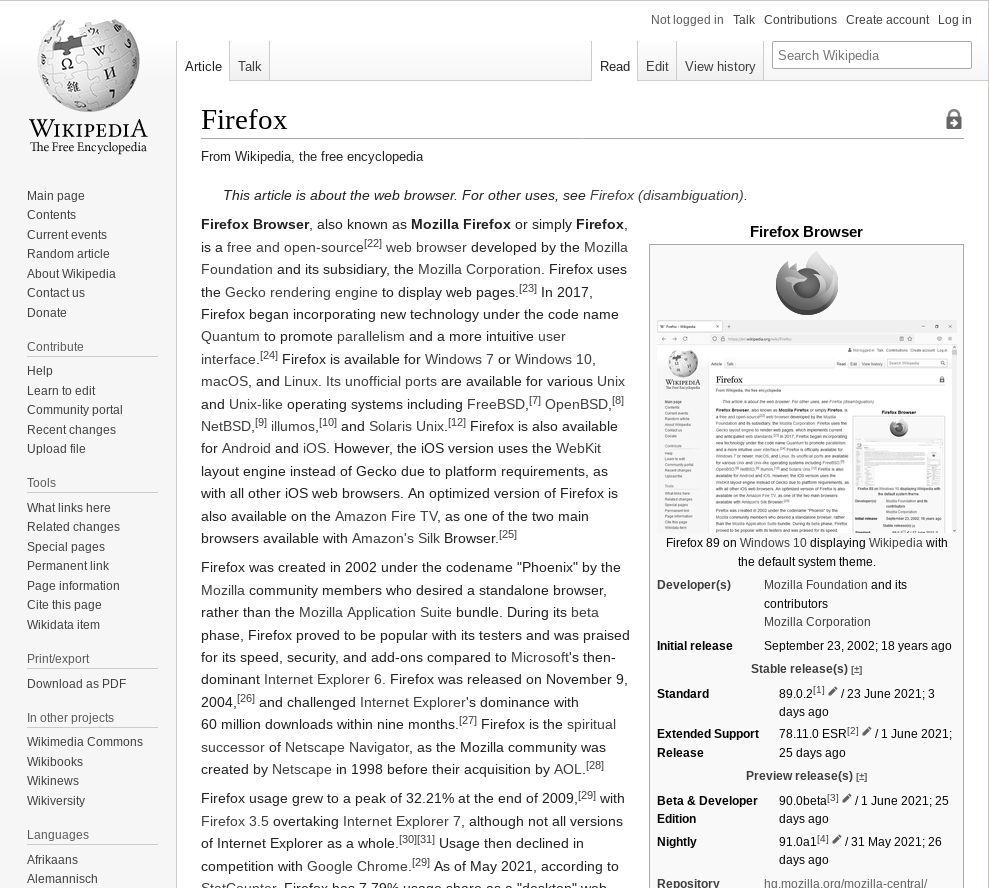 Not logged in Talk Contributions Create account Log in
Article Talk Read Edit View history Search Wikipedia
WIKIPEDIA
The Free Encyclopedia
Main page
Contents
Current events
Random article
About Wikipedia
Contact us
Donate
Contribute
Help
Learn to edit
Community portal
Recent changes
Upload file
Tools
What links here
Related changes
Special pages
Permanent link
Page information
Cite this page
Wikidata item
Print/export
Download as PDF
In other projects
Wikimedia Commons
Wikibooks
Wikinews
Wikiversity
Languages
Afrikaans
Alemannisch
Firefox
From Wikipedia, the free encyclopedia
This article is about the web browser. For other uses, see Firefox (disambiguation).
Firefox Browser, also known as Mozilla Firefox or simply Firefox,
is a free and open-source[22] web browser developed by the Mozilla
Foundation and its subsidiary, the Mozilla Corporation. Firefox uses
the Gecko rendering engine to display web pages.[23] In 2017,
Firefox began incorporating new technology under the code name
Quantum to promote parallelism and a more intuitive user
interface.[24] Firefox is available for Windows 7 or Windows 10,
macOS, and Linux. Its unofficial ports are available for various Unix
and Unix-like operating systems including FreeBSD,[7] OpenBSD,[8]
NetBSD,[9] illumos,[10] and Solaris Unix.[12] Firefox is also available
for Android and iOS. However, the iOS version uses the WebKit
layout engine instead of Gecko due to platform requirements, as
with all other iOS web browsers. An optimized version of Firefox is
also available on the Amazon Fire TV, as one of the two main
browsers available with Amazon's Silk Browser.[25]
Firefox was created in 2002 under the codename "Phoenix" by the
Mozilla community members who desired a standalone browser,
rather than the Mozilla Application Suite bundle. During its beta
phase, Firefox proved to be popular with its testers and was praised
for its speed, security, and add-ons compared to Microsoft's then-
dominant Internet Explorer 6. Firefox was released on November 9,
2004,[26] and challenged Internet Explorer's dominance with
60 million downloads within nine months.[27] Firefox is the spiritual
successor of Netscape Navigator, as the Mozilla community was
created by Netscape in 1998 before their acquisition by AOL.[28]
Firefox usage grew to a peak of 32.21% at the end of 2009,[29] with
Firefox 3.5 overtaking Internet Explorer 7, although not all versions
of Internet Explorer as a whole.[30][31] Usage then declined in
competition with Google Chrome.[29] As of May 2021, according to
StatCounter, Firefox has 7.79% usage share as a "desktop" web
Firefox Browser
Firefox 89 on Windows 10 displaying Wikipedia with
the default system theme.
Developer(s) Mozilla Foundation and its
contributors
Mozilla Corporation
Initial release September 23, 2002; 18 years ago
Stable release(s) [±]
Standard 89.0.2[1] / 23 June 2021; 3
days ago
Extended Support 78.11.0 ESR[2] / 1 June 2021;
Release 25 days ago
Preview release(s) [±]
Beta & Developer 90.0beta[3] / 1 June 2021; 25
Edition days ago
Nightly 91.0a1[4] / 31 May 2021; 26
days ago
Repository hg.mozilla.org/mozilla-central/